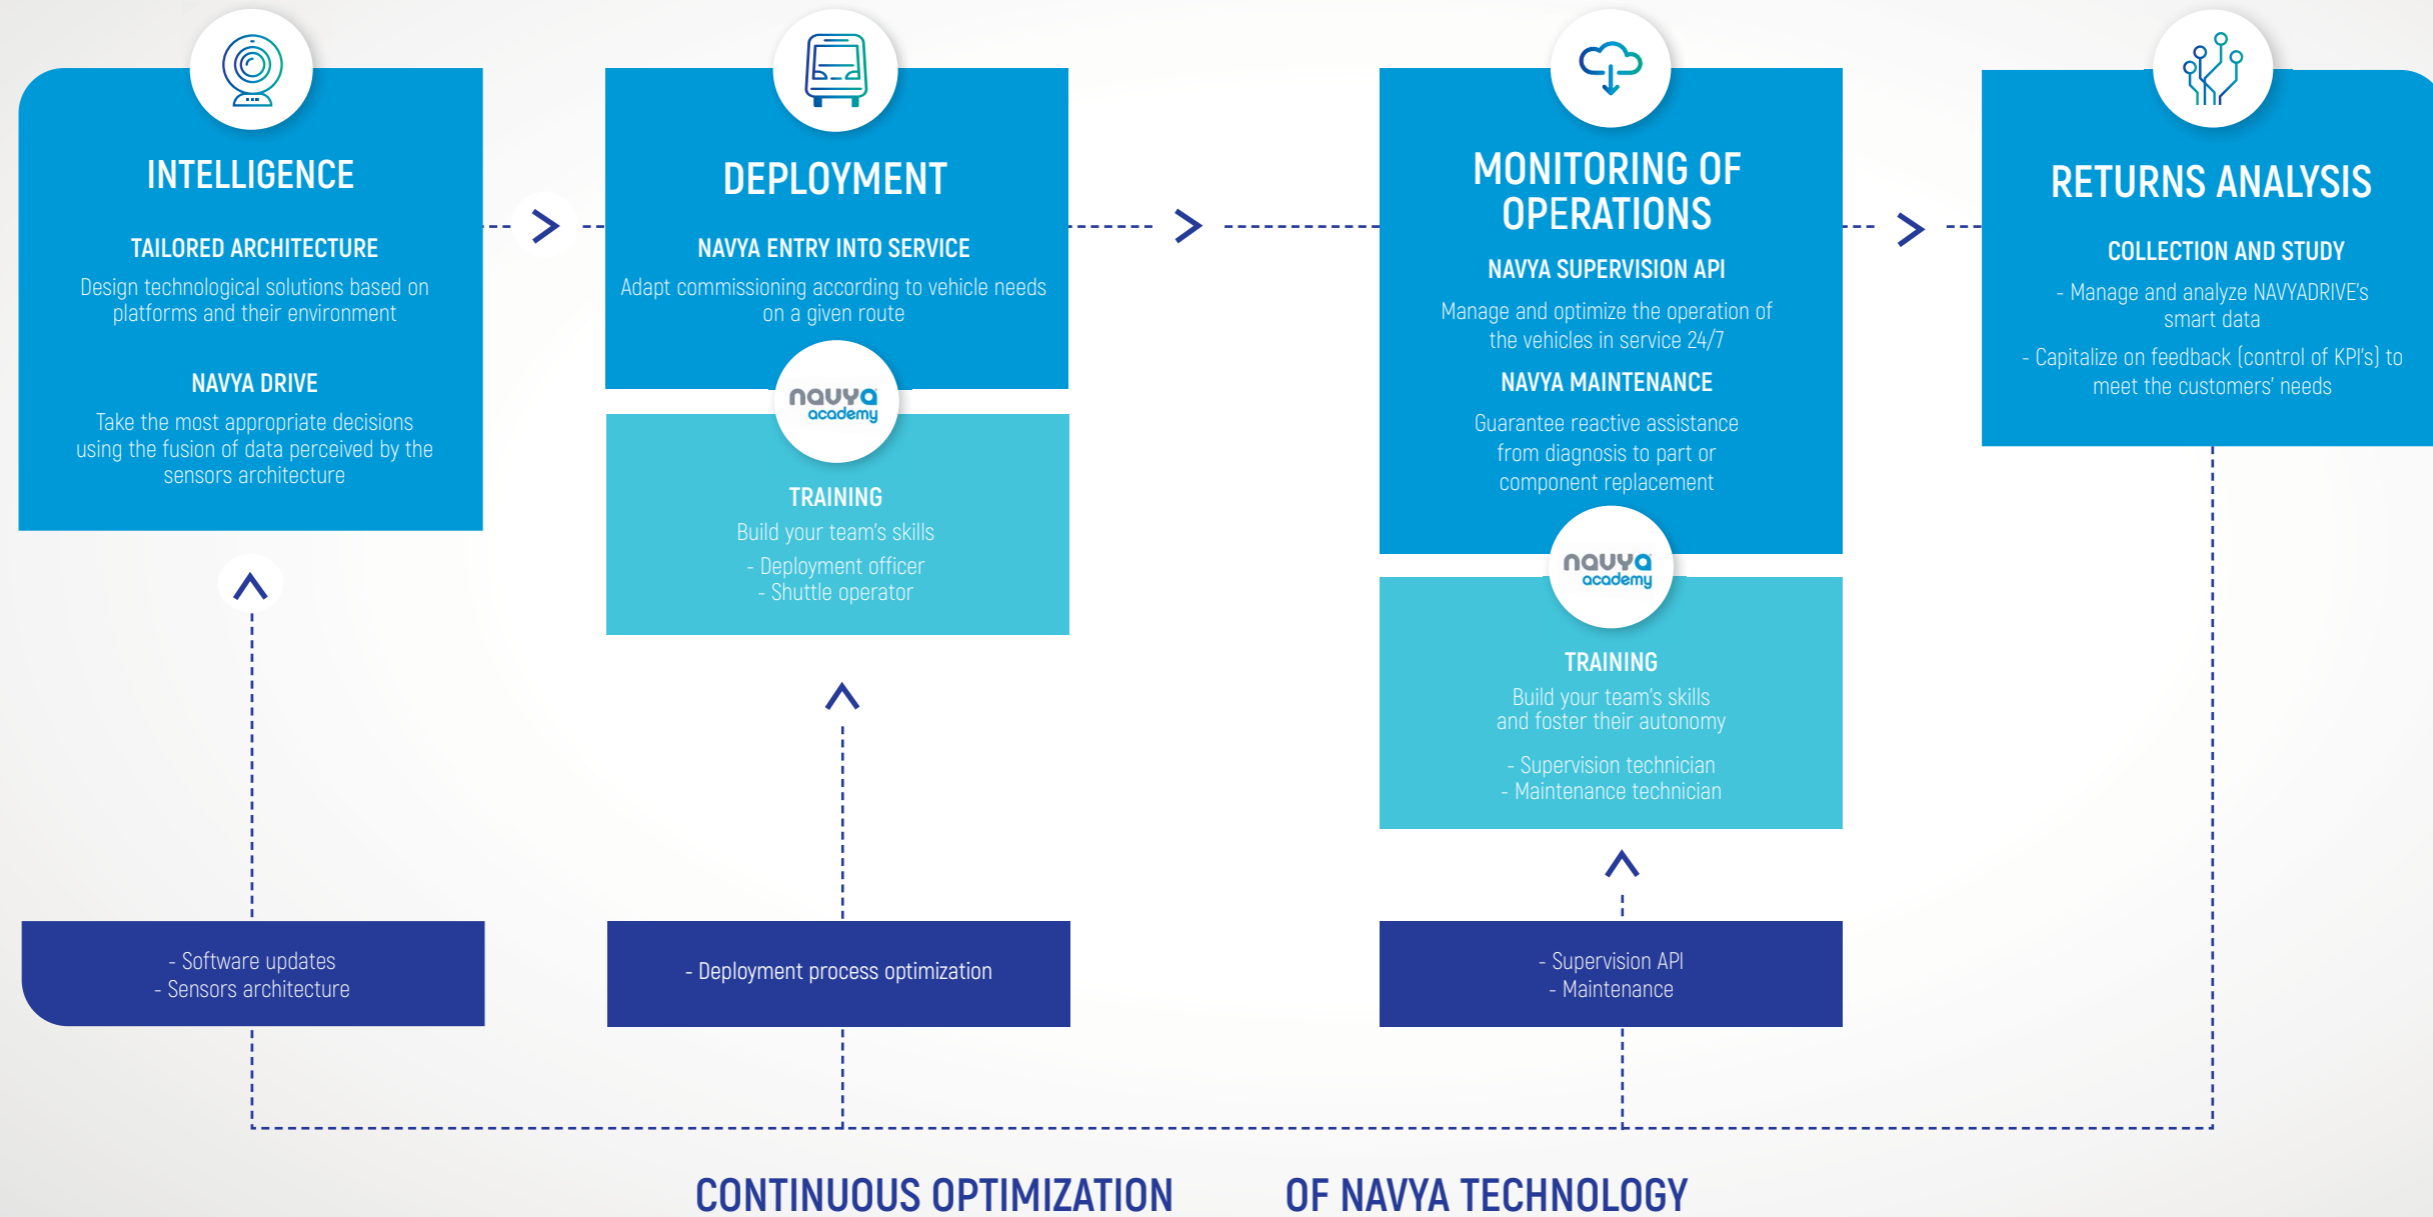 INTELLIGENCE
TAILORED ARCHITECTURE
Design technological solutions based on
platforms and their environment
NAVYA DRIVE
Take the most appropriate decisions
using the fusion of data perceived by the
sensors architecture
DEPLOYMENT
NAVYA ENTRY INTO SERVICE
Adapt commissioning according to vehicle needs
on a given route
navya
academy
TRAINING
Build your team's skills
- Deployment officer
- Shuttle operator
MONITORING OF
OPERATIONS
NAVYA SUPERVISION API
Manage and optimize the operation of
the vehicles in service 24/7
NAVYA MAINTENANCE
Guarantee reactive assistance
from diagnosis to part or
component replacement
navya
academy
TRAINING
Build your team's skills
and foster their autonomy
- Supervision technician
- Maintenance technician
RETURNS ANALYSIS
COLLECTION AND STUDY
- Manage and analyze NAVYADRIVE's
smart data
- Capitalize on feedback (control of KPI's) to
meet the customers' needs
- Software updates
- Sensors architecture
- Deployment process optimization
- Supervision API
- Maintenance
CONTINUOUS OPTIMIZATION OF NAVYA TECHNOLOGY